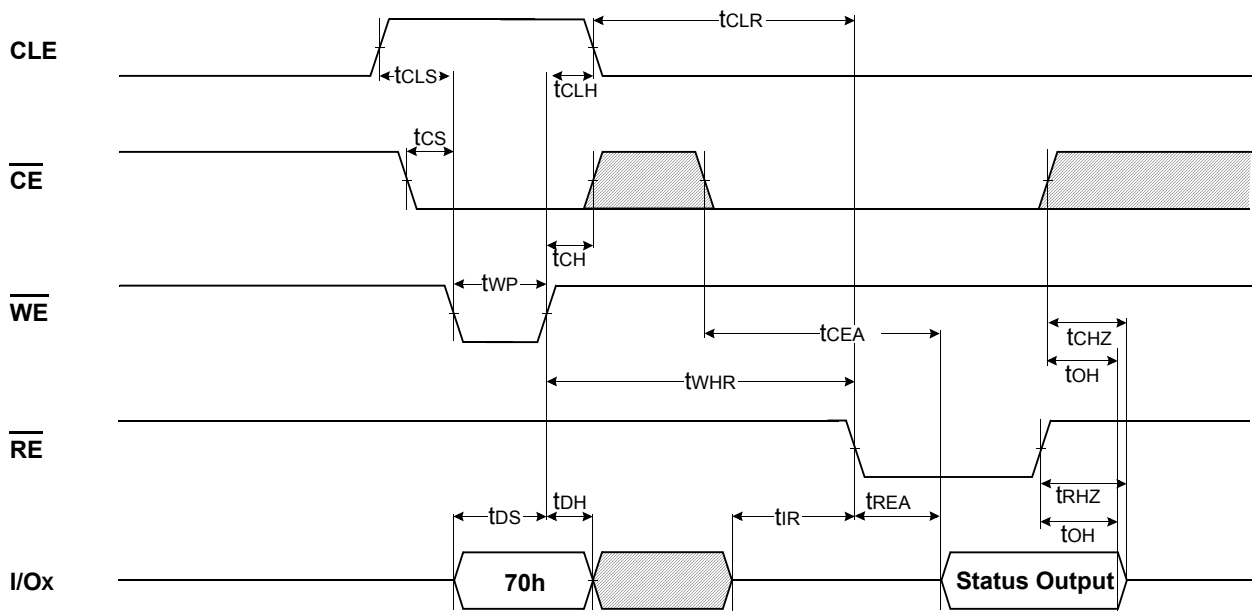 CLE
tCLR
tCLS
tCLH
CE
tCS
tCH
WE
tWP
tCEA
tCHZ
tOH
tWHR
RE
tDS
tDH
tIR
tREA
tRHZ
tOH
I/Ox
70h
Status Output